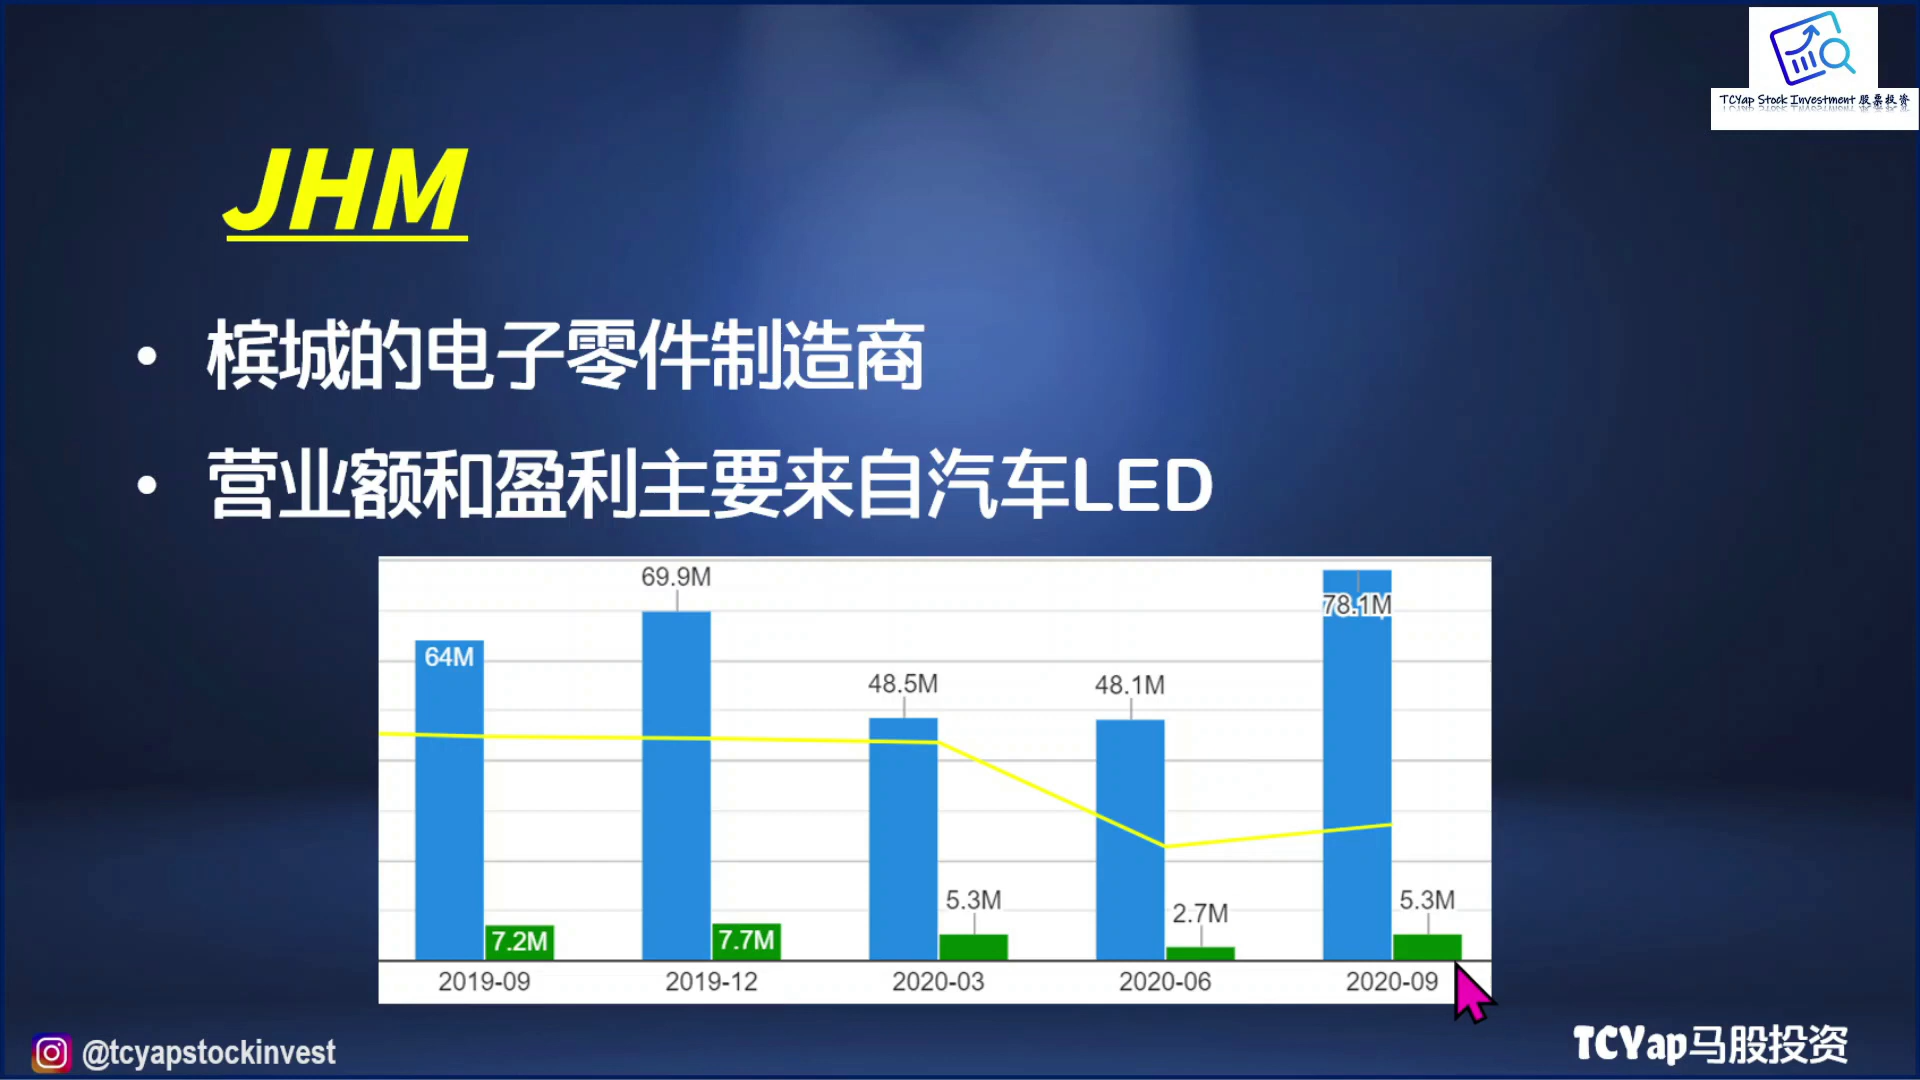 TCYap Stock Investment 股票投资
JHM
• 槟城的电子零件制造商
• 营业额和盈利主要来自汽车LED
69.9M
78.1M
64M
48.5M
48.1M
5.3M
2.7M
5.3M
7.2M
7.7M
2019-09 2019-12 2020-03 2020-06 2020-09
@tcyapstockinvest
TCYap马股投资